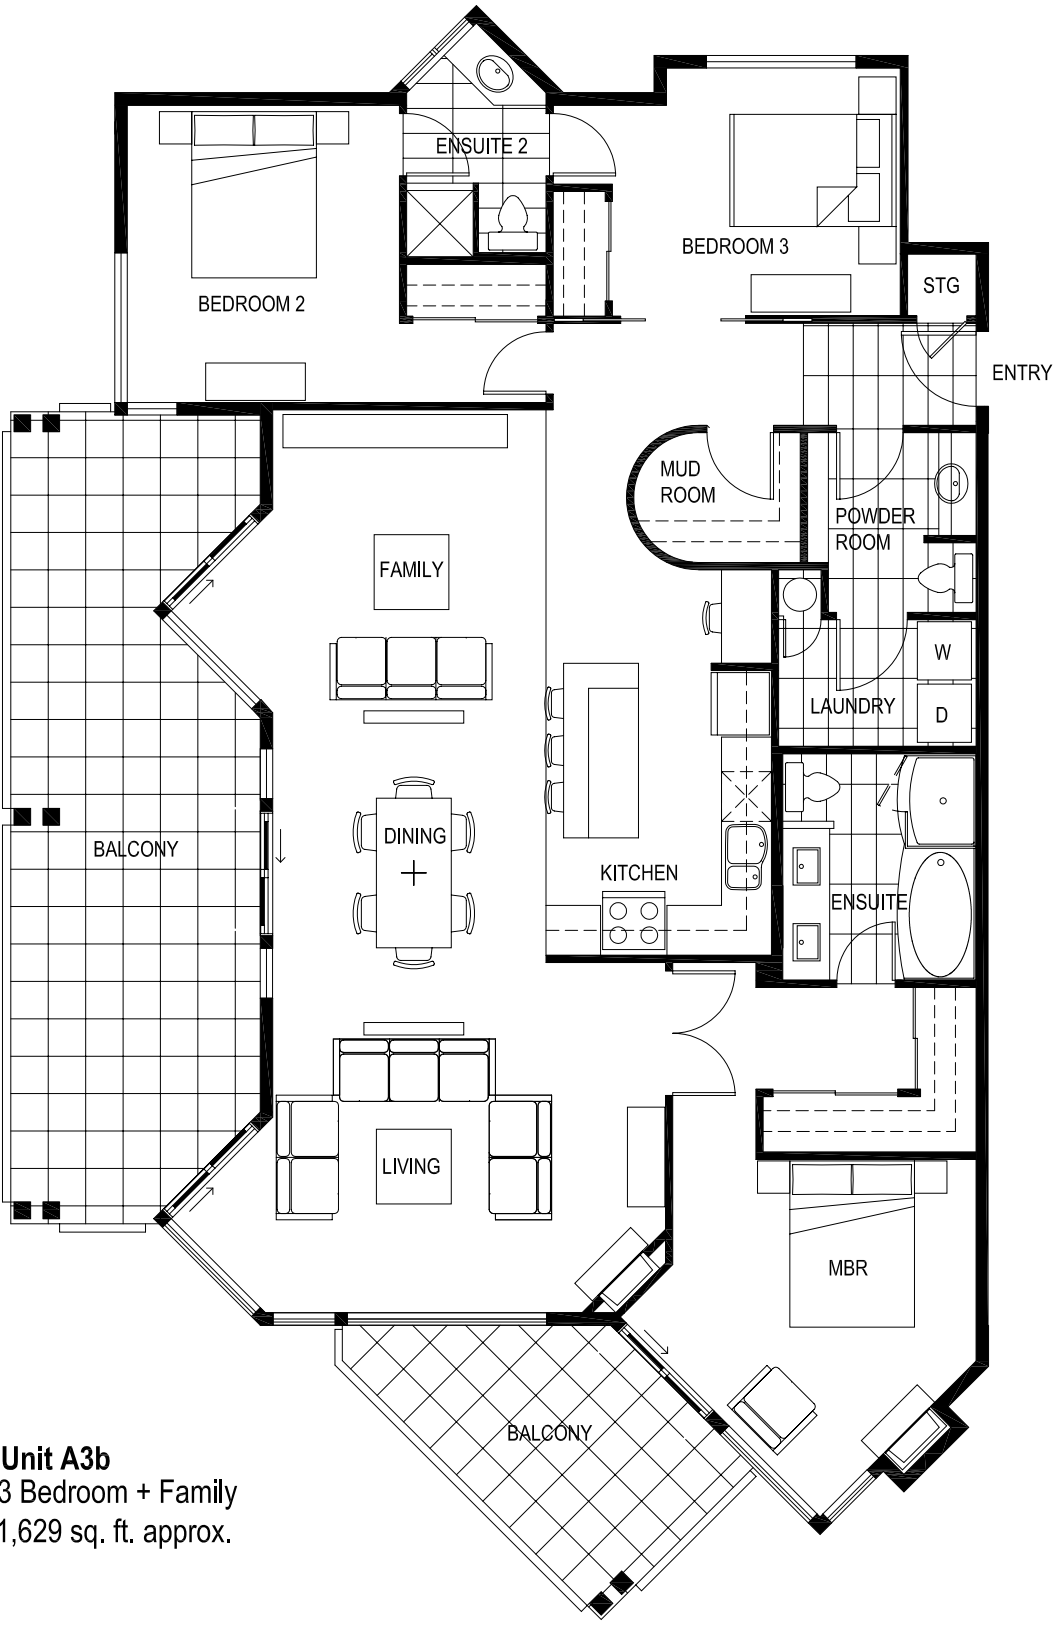 ENSUITE 2
BEDROOM 3
BEDROOM 2
STG
ENTRY
MUD
ROOM
POWDER
ROOM
FAMILY
W
LAUNDRY
D
DINING
BALCONY
KITCHEN
ENSUITE
LIVING
MBR
BALCONY
Unit A3b
3 Bedroom + Family
1,629 sq. ft. approx.